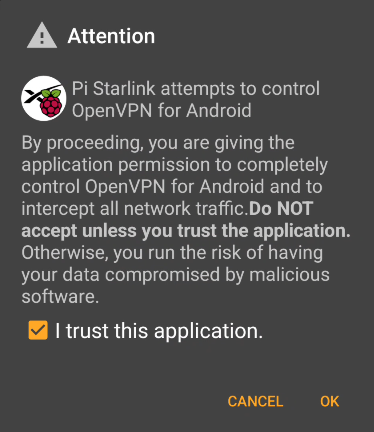 Attention
Pi Starlink attempts to control
OpenVPN for Android
By proceeding, you are giving the
application permission to completely
control OpenVPN for Android and to
intercept all network traffic.Do NOT
accept unless you trust the application.
Otherwise, you run the risk of having
your data compromised by malicious
software.
I trust this application.
CANCEL OK